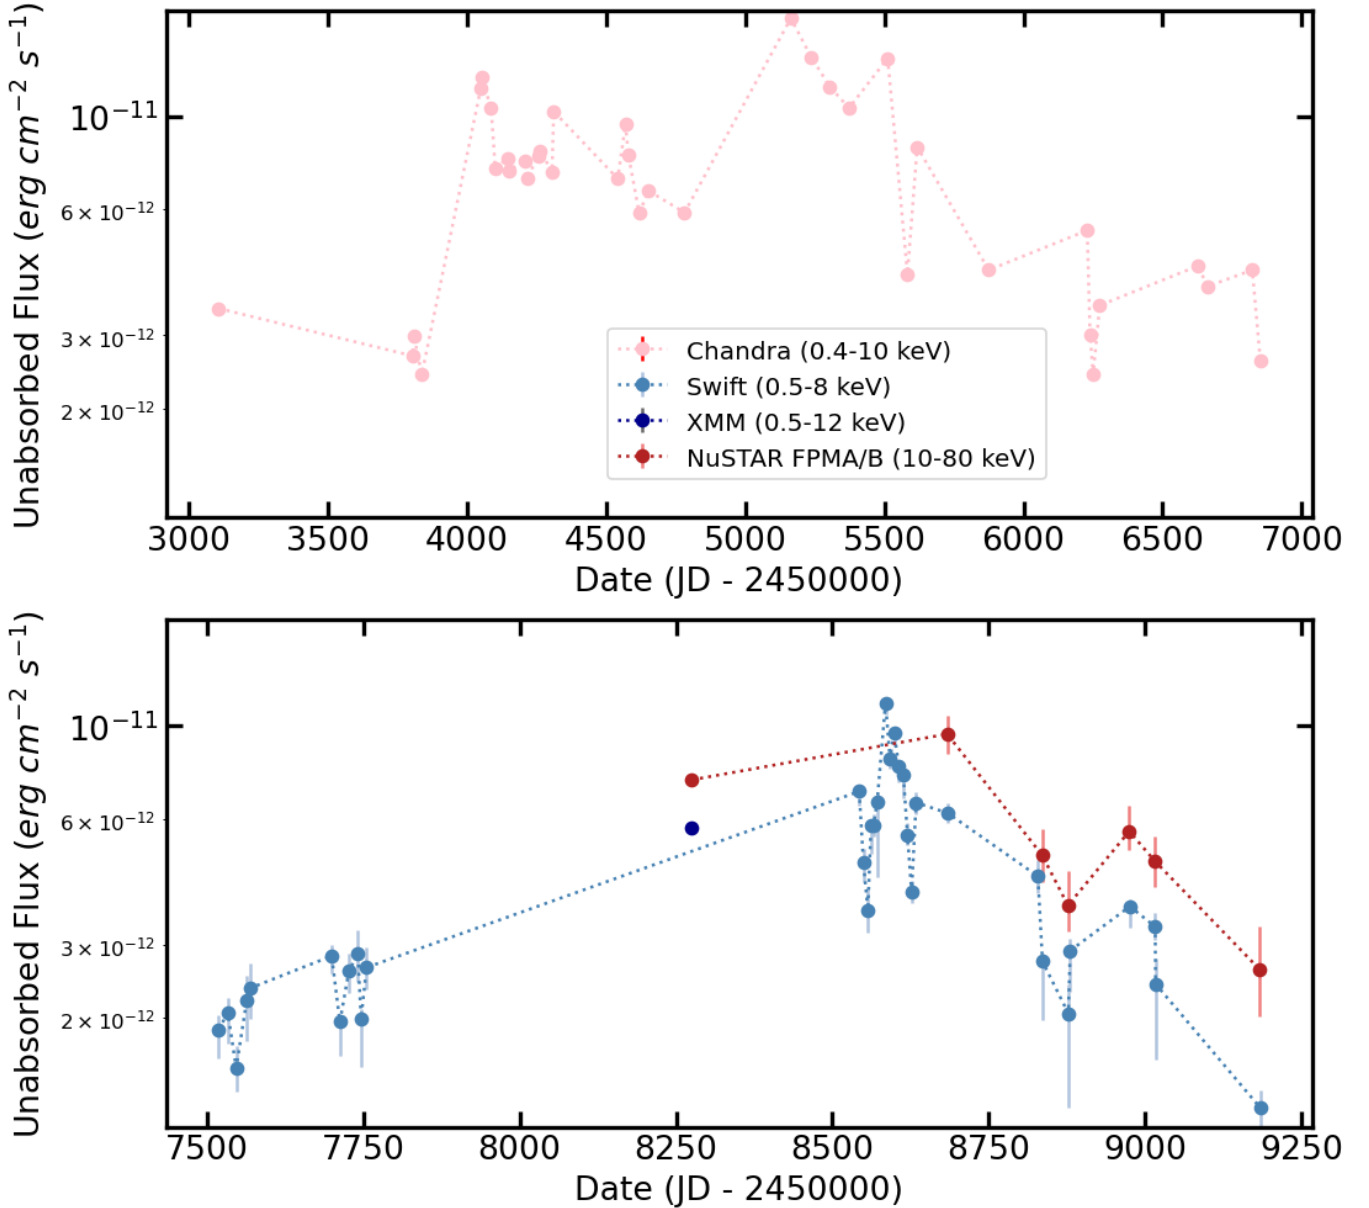 Unabsorbed Flux (erg cm⁻² s⁻¹)
10⁻¹¹
6 × 10⁻¹²
3 × 10⁻¹²
2 × 10⁻¹²
Chandra (0.4-10 keV)
Swift (0.5-8 keV)
XMM (0.5-12 keV)
NuSTAR FPMA/B (10-80 keV)
3000 3500 4000 4500 5000 5500 6000 6500 7000
Date (JD - 2450000)
Unabsorbed Flux (erg cm⁻² s⁻¹)
10⁻¹¹
6 × 10⁻¹²
3 × 10⁻¹²
2 × 10⁻¹²
7500 7750 8000 8250 8500 8750 9000 9250
Date (JD - 2450000)